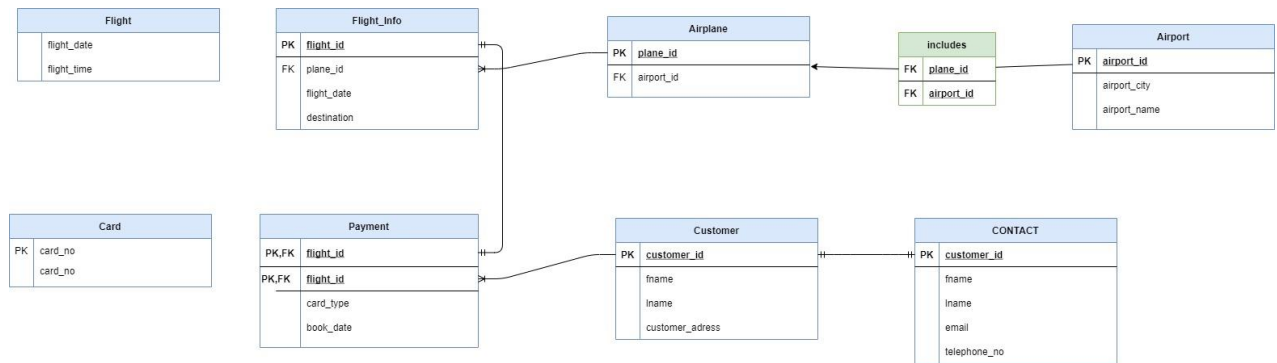 Flight
flight_date
flight_time
Flight_Info
PK flight_id
FK plane_id
flight_date
destination
Airplane
PK plane_id
FK airport_id
includes
FK plane_id
FK airport_id
Airport
PK airport_id
airport_city
airport_name
Card
PK card_no
card_no
Payment
PK,FK flight_id
PK,FK flight_id
card_type
book_date
Customer
PK customer_id
fname
lname
customer_adress
CONTACT
PK customer_id
fname
lname
email
telephone_no